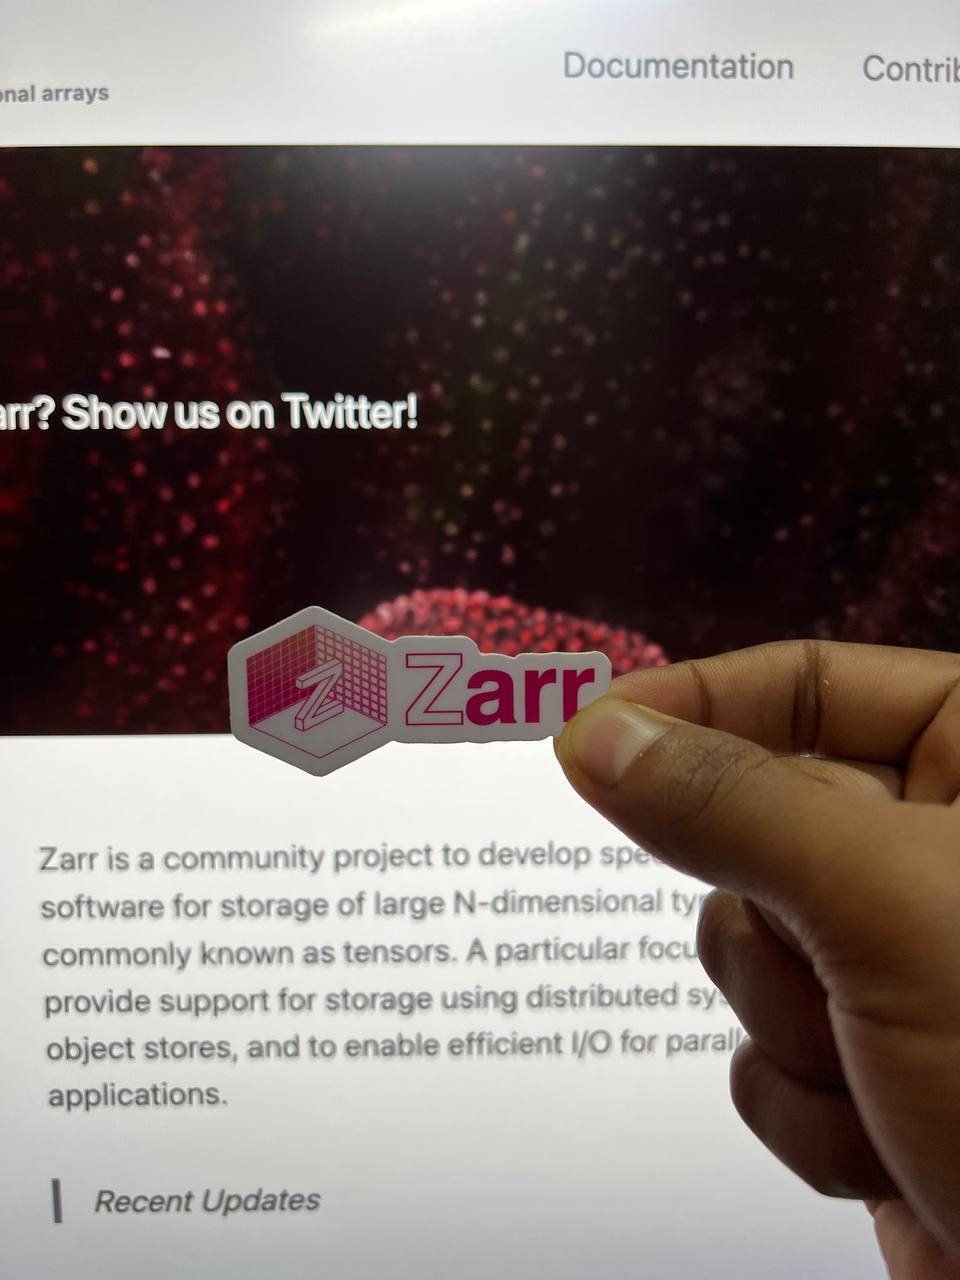 Documentation
Contrib
onal arrays
arr? Show us on Twitter!
Zarr
Zarr is a community project to develop spe
software for storage of large N-dimensional ty
commonly known as tensors. A particular focu
provide support for storage using distributed sys
object stores, and to enable efficient I/O for parall
applications.
Recent Updates